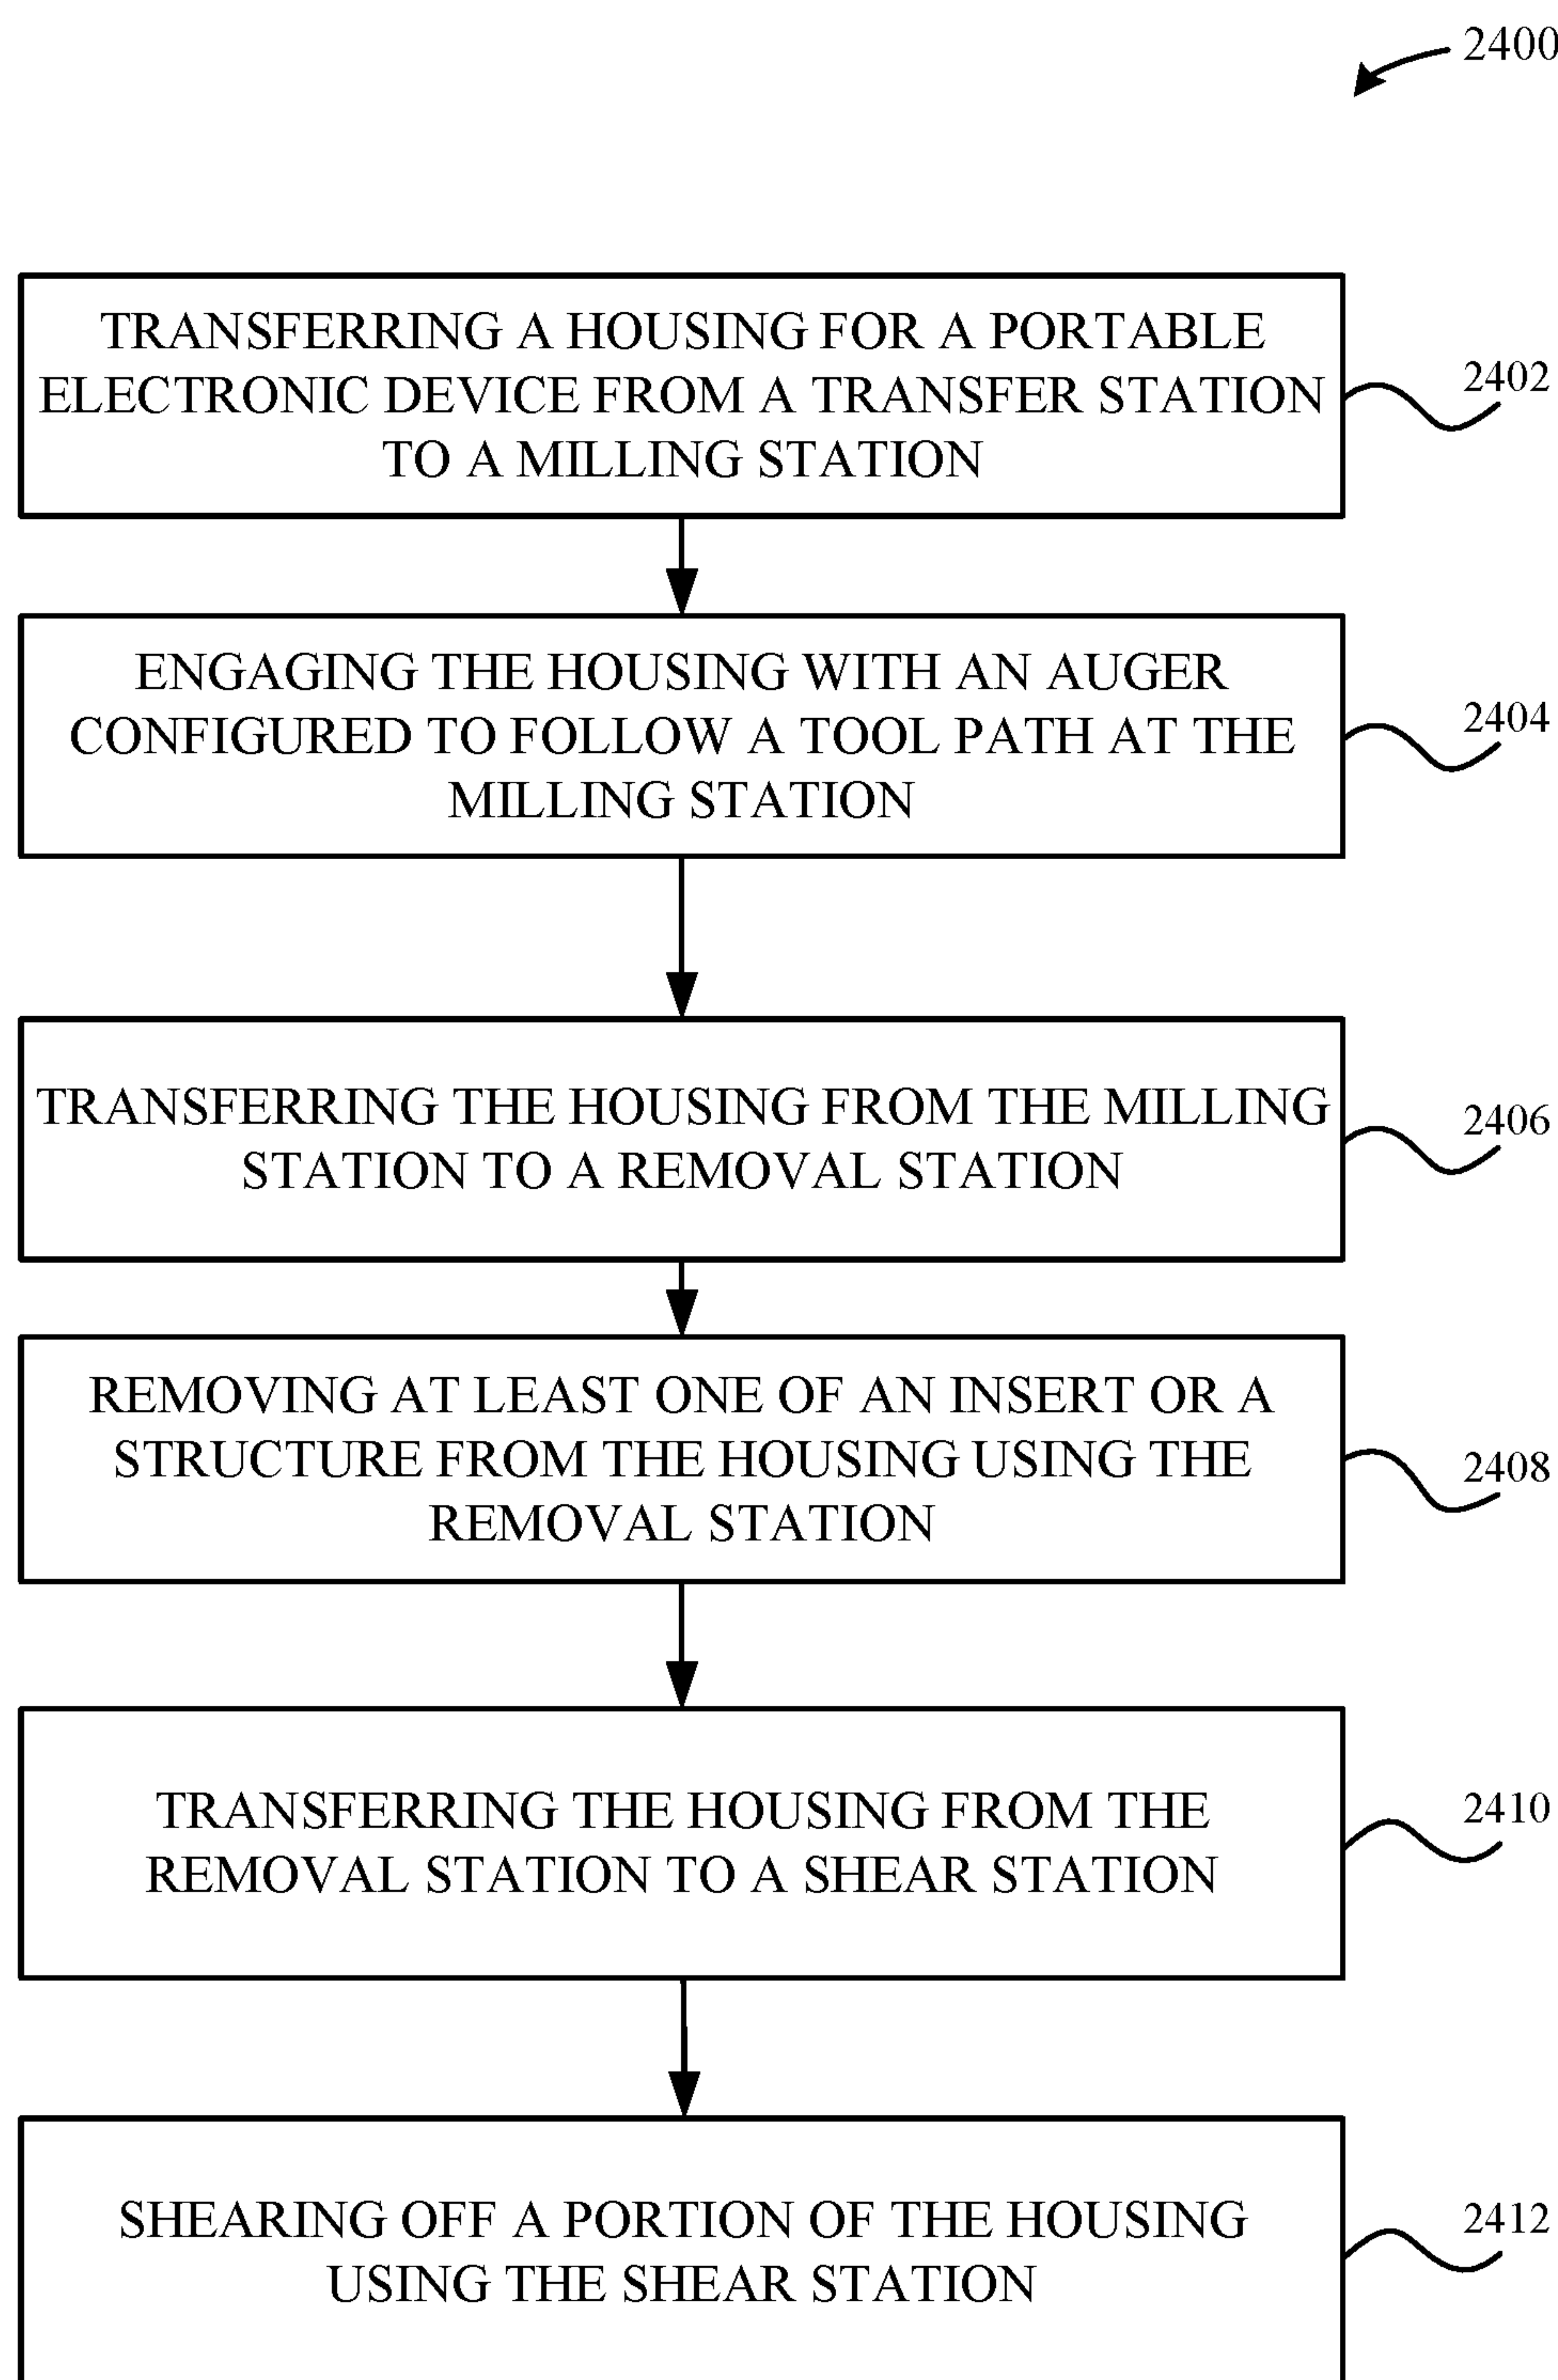 2400
TRANSFERRING A HOUSING FOR A PORTABLE
ELECTRONIC DEVICE FROM A TRANSFER STATION
TO A MILLING STATION
2402
ENGAGING THE HOUSING WITH AN AUGER
CONFIGURED TO FOLLOW A TOOL PATH AT THE
MILLING STATION
2404
TRANSFERRING THE HOUSING FROM THE MILLING
STATION TO A REMOVAL STATION
2406
REMOVING AT LEAST ONE OF AN INSERT OR A
STRUCTURE FROM THE HOUSING USING THE
REMOVAL STATION
2408
TRANSFERRING THE HOUSING FROM THE
REMOVAL STATION TO A SHEAR STATION
2410
SHEARING OFF A PORTION OF THE HOUSING
USING THE SHEAR STATION
2412